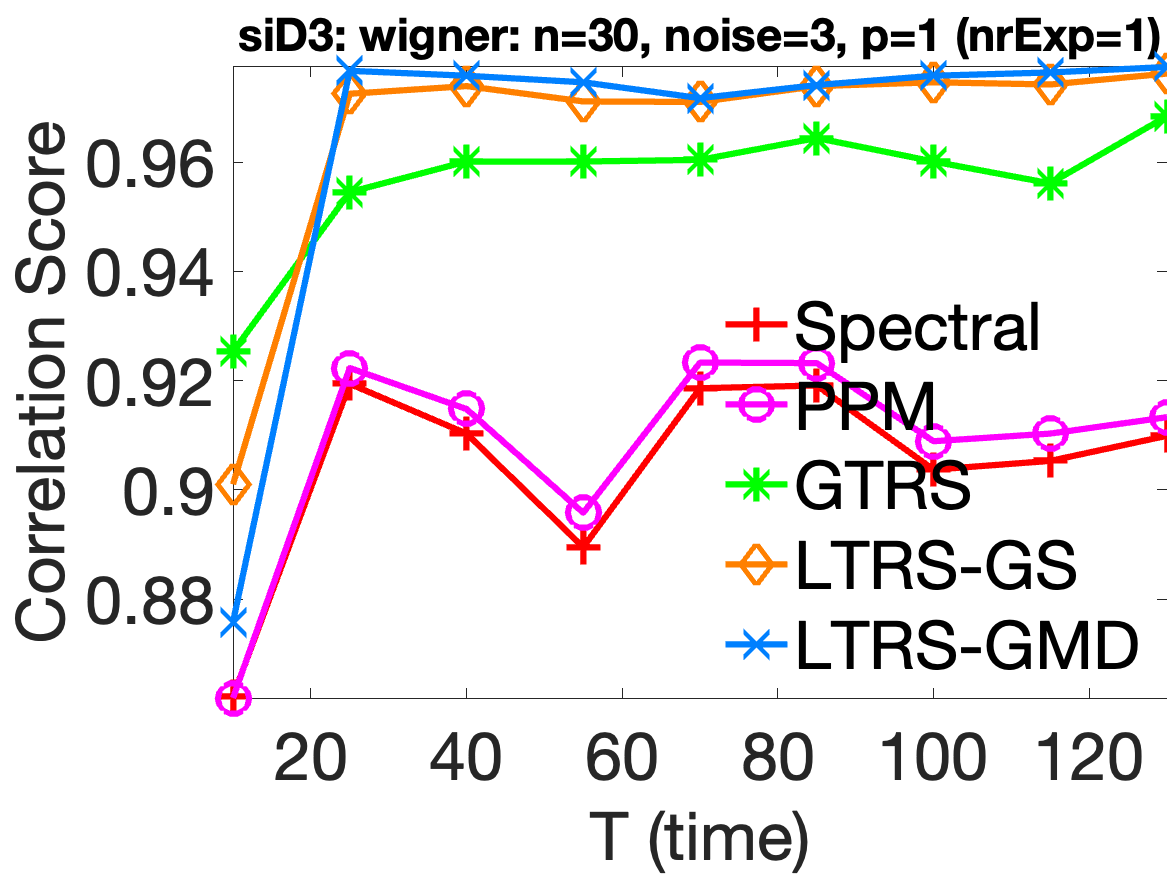 siD3: wigner: n=30, noise=3, p=1 (nrExp=1)
Correlation Score
0.96
0.94
0.92
0.9
0.88
Spectral
PPM
GTRS
LTRS-GS
LTRS-GMD
20 40 60 80 100 120
T (time)